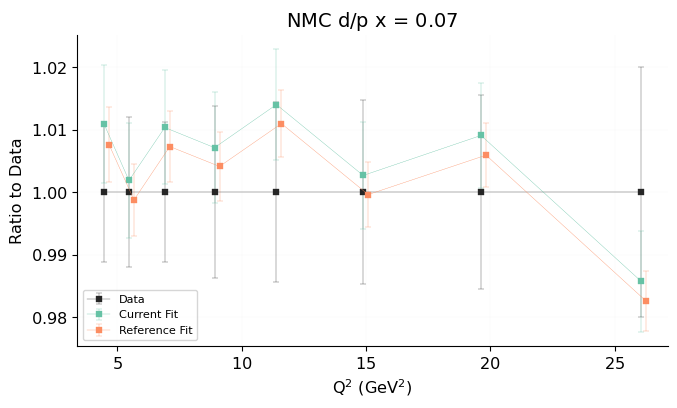 NMC d/p x = 0.07
Ratio to Data
1.02
1.01
1.00
0.99
0.98
Data
Current Fit
Reference Fit
5
10
15
20
25
Q² (GeV²)